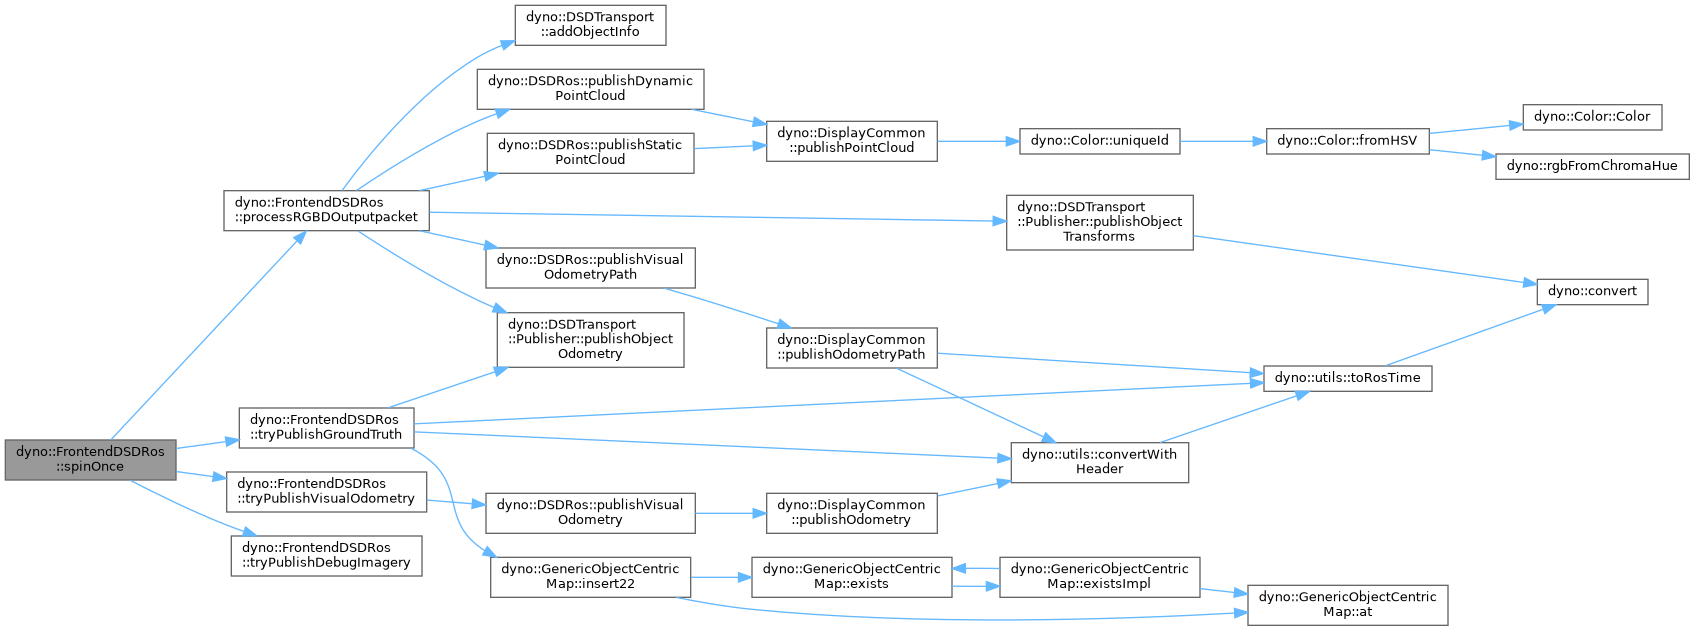 dyno::FrontendDSDRos
::spinOnce
dyno::FrontendDSDRos
::processRGBDOutputpacket
dyno::DSDTransport
::addObjectInfo
dyno::DSDRos::publishDynamic
PointCloud
dyno::DSDRos::publishStatic
PointCloud
dyno::DisplayCommon
::publishPointCloud
dyno::Color::uniqueId
dyno::Color::fromHSV
dyno::Color::Color
dyno::rgbFromChromaHue
dyno::DSDTransport
::Publisher::publishObject
Transforms
dyno::convert
dyno::DSDRos::publishVisual
OdometryPath
dyno::DSDTransport
::Publisher::publishObject
Odometry
dyno::DisplayCommon
::publishOdometryPath
dyno::utils::toRosTime
dyno::FrontendDSDRos
::tryPublishGroundTruth
dyno::utils::convertWith
Header
dyno::FrontendDSDRos
::tryPublishVisualOdometry
dyno::DSDRos::publishVisual
Odometry
dyno::DisplayCommon
::publishOdometry
dyno::FrontendDSDRos
::tryPublishDebugImagery
dyno::GenericObjectCentric
Map::insert22
dyno::GenericObjectCentric
Map::exists
dyno::GenericObjectCentric
Map::existsImpl
dyno::GenericObjectCentric
Map::at